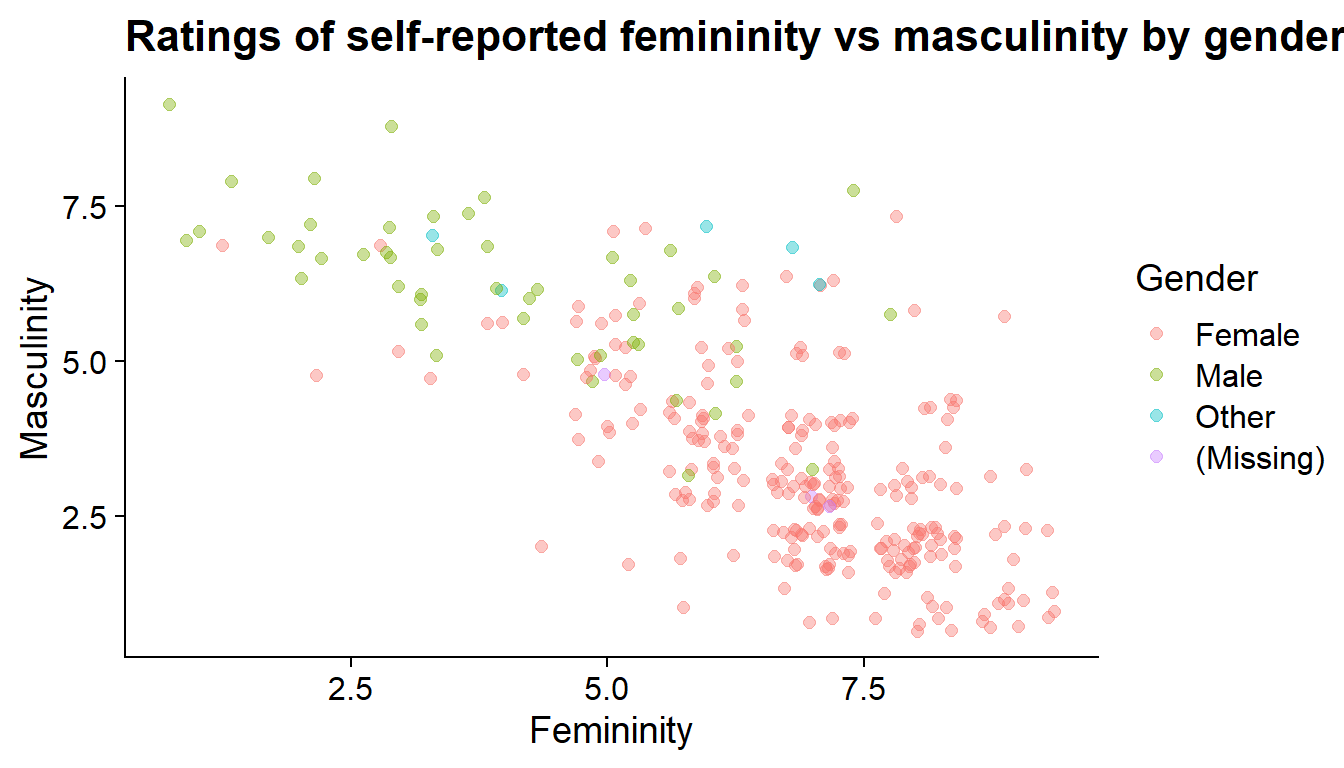 Ratings of self-reported femininity vs masculinity by gender
Masculinity
7.5
5.0
2.5
2.5
5.0
7.5
Femininity
Gender
Female
Male
Other
(Missing)